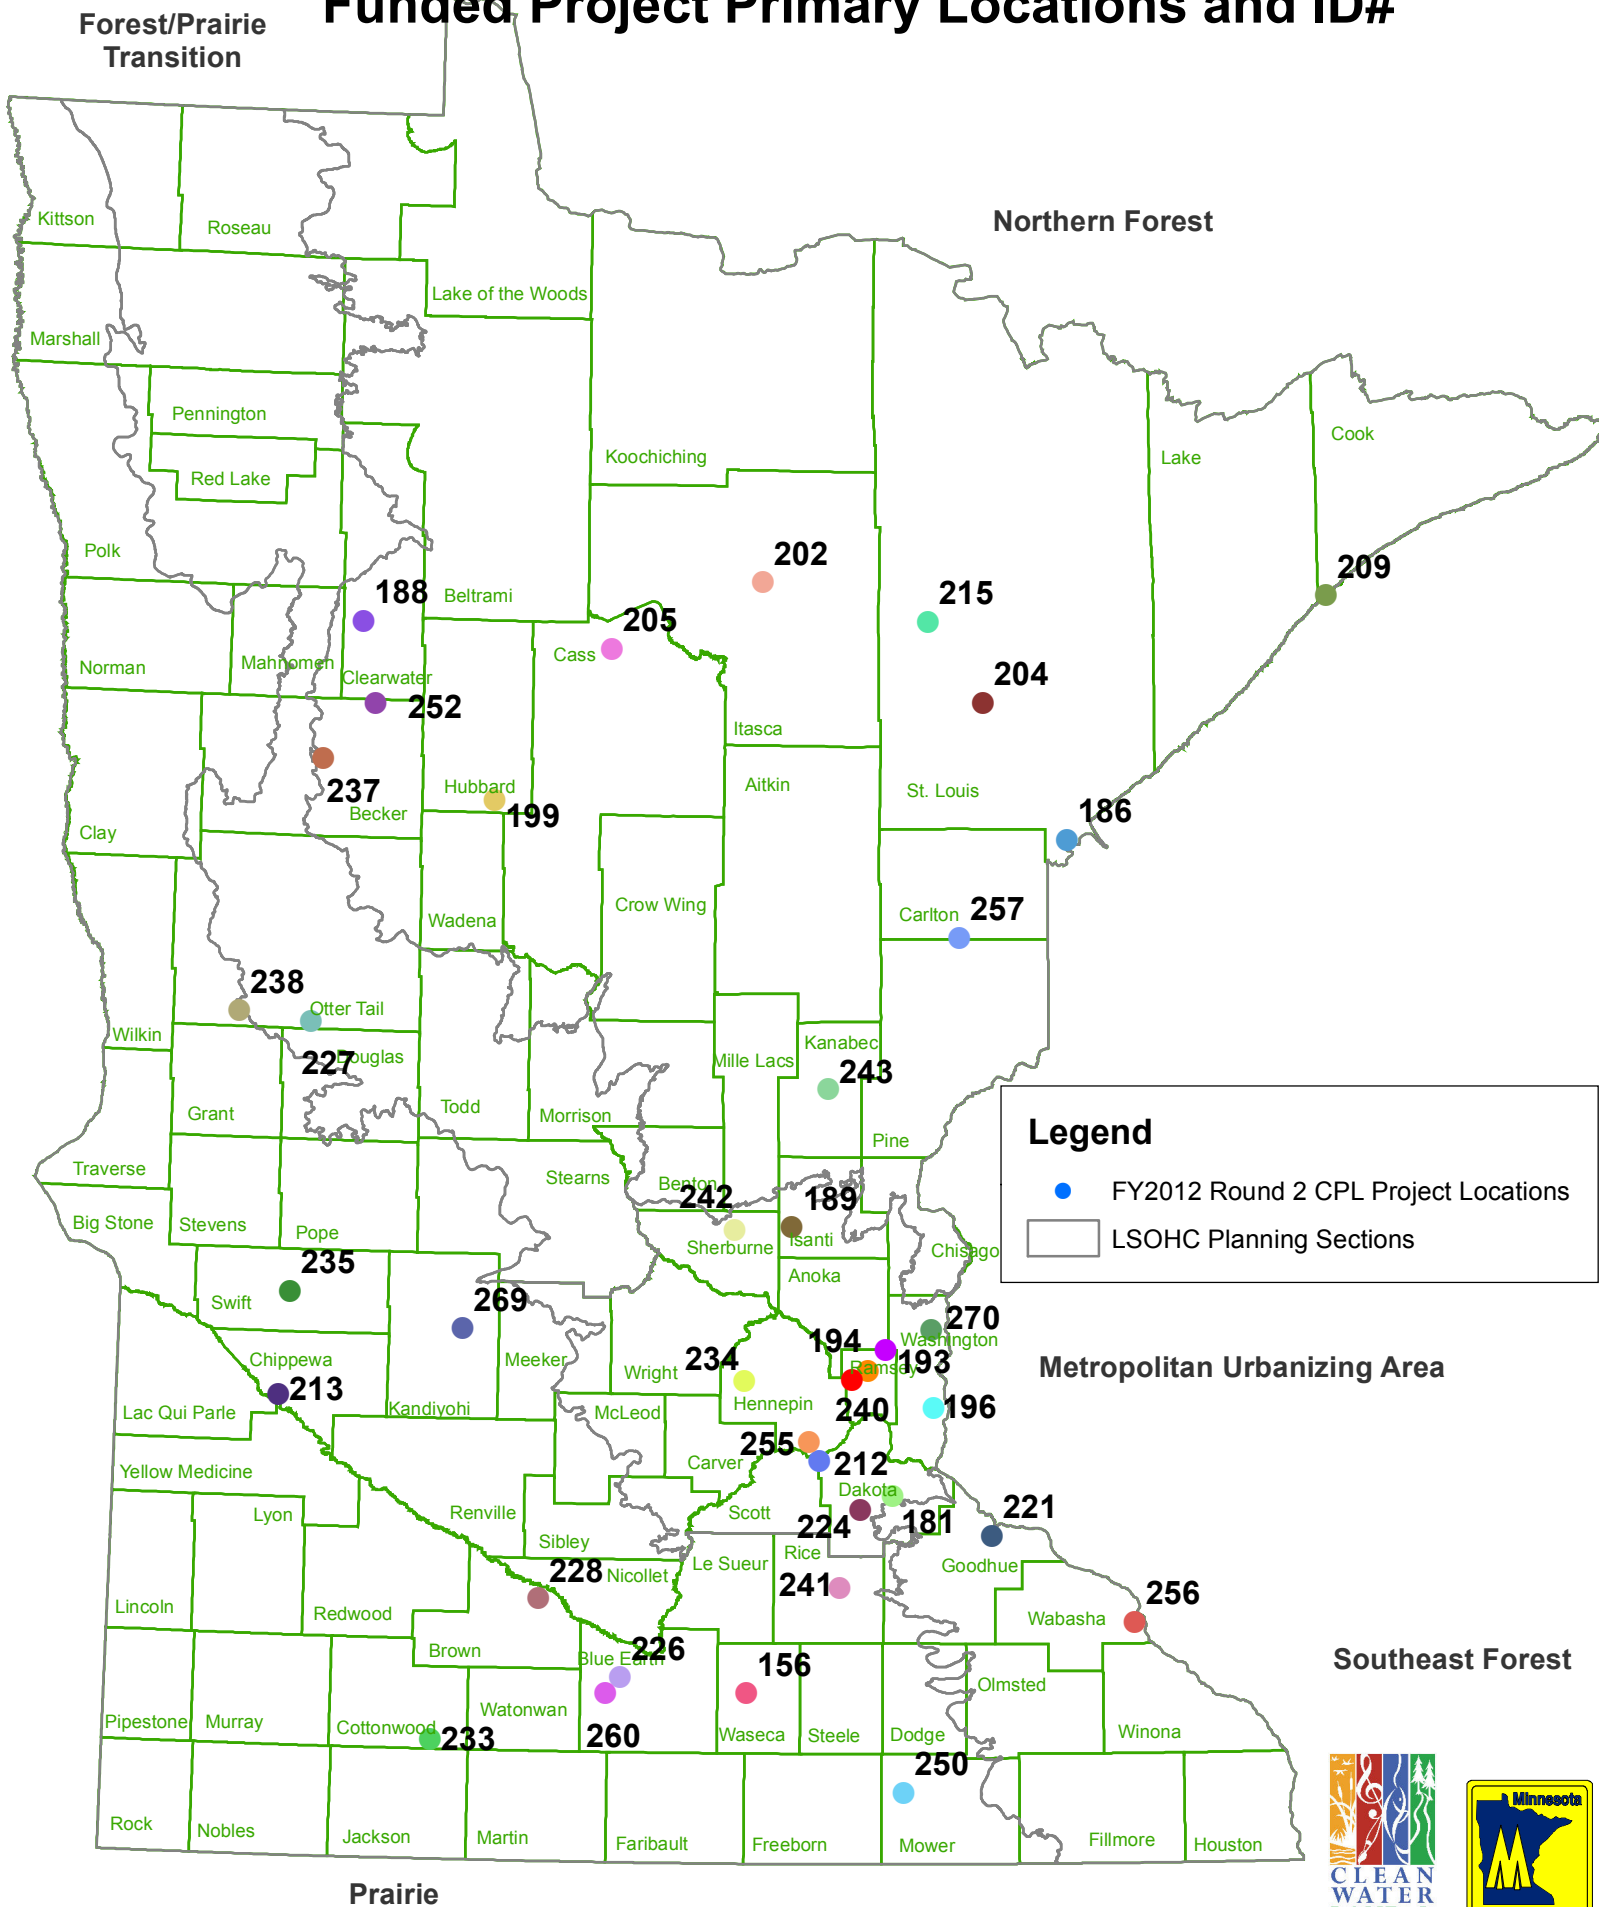 Funded Project Primary Locations and ID#
Forest/Prairie
Transition
Northern Forest
Kittson
Roseau
Lake of the Woods
Marshall
Pennington
Koochiching
Lake
Cook
Red Lake
Polk
202
209
188
Beltrami
215
205
Norman
Mahnomen
Cass
Clearwater
204
252
Itasca
237
Hubbard
Aitkin
St. Louis
Becker
199
186
Clay
Crow Wing
Carlton
257
Wadena
238
Otter Tail
Wilkin
Kanabec
227
Douglas
Mille Lacs
243
Grant
Todd
Morrison
Pine
Legend
FY2012 Round 2 CPL Project Locations
LSOHC Planning Sections
Traverse
Stearns
Benton
242
189
Big Stone
Stevens
Pope
Sherburne
Isanti
Chisago
235
Anoka
Swift
269
270
194
Washington
Chippewa
Meeker
Wright
234
Ramsey
193
Metropolitan Urbanizing Area
213
Hennepin
Lac Qui Parle
Kandiyohi
McLeod
240
196
255
Yellow Medicine
Carver
212
Lyon
Renville
Scott
Dakota
224
181
221
Sibley
Le Sueur
Rice
Goodhue
228
Nicollet
241
256
Lincoln
Redwood
Wabasha
Brown
Blue Earth
226
156
Southeast Forest
Olmsted
Pipestone
Murray
Cottonwood
233
Watonwan
260
Waseca
Steele
Dodge
Winona
250
Rock
Nobles
Jackson
Martin
Faribault
Freeborn
Mower
Fillmore
Houston
Prairie
CLEAN
WATER
Minnesota